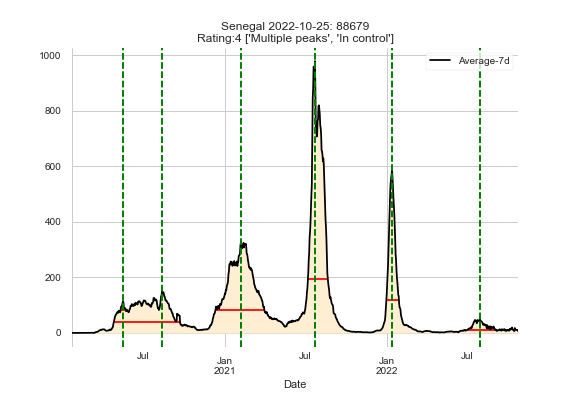 Senegal 2022-10-25: 88679
Rating:4 ['Multiple peaks', 'In control']
Average-7d
1000
800
600
400
200
0
Jul
Jan
2021
Jul
Jan
2022
Jul
Date